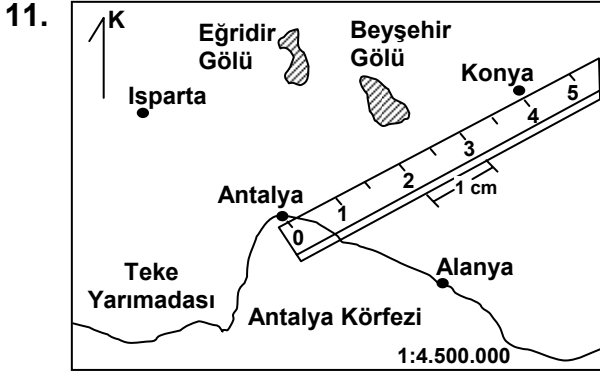 11.
K
Eğridir
Gölü
Beyşehir
Gölü
Isparta
Konya
0 1 2 3 4 5
1 cm
Antalya
Teke
Yarımadası
Antalya Körfezi
Alanya
1:4.500.000